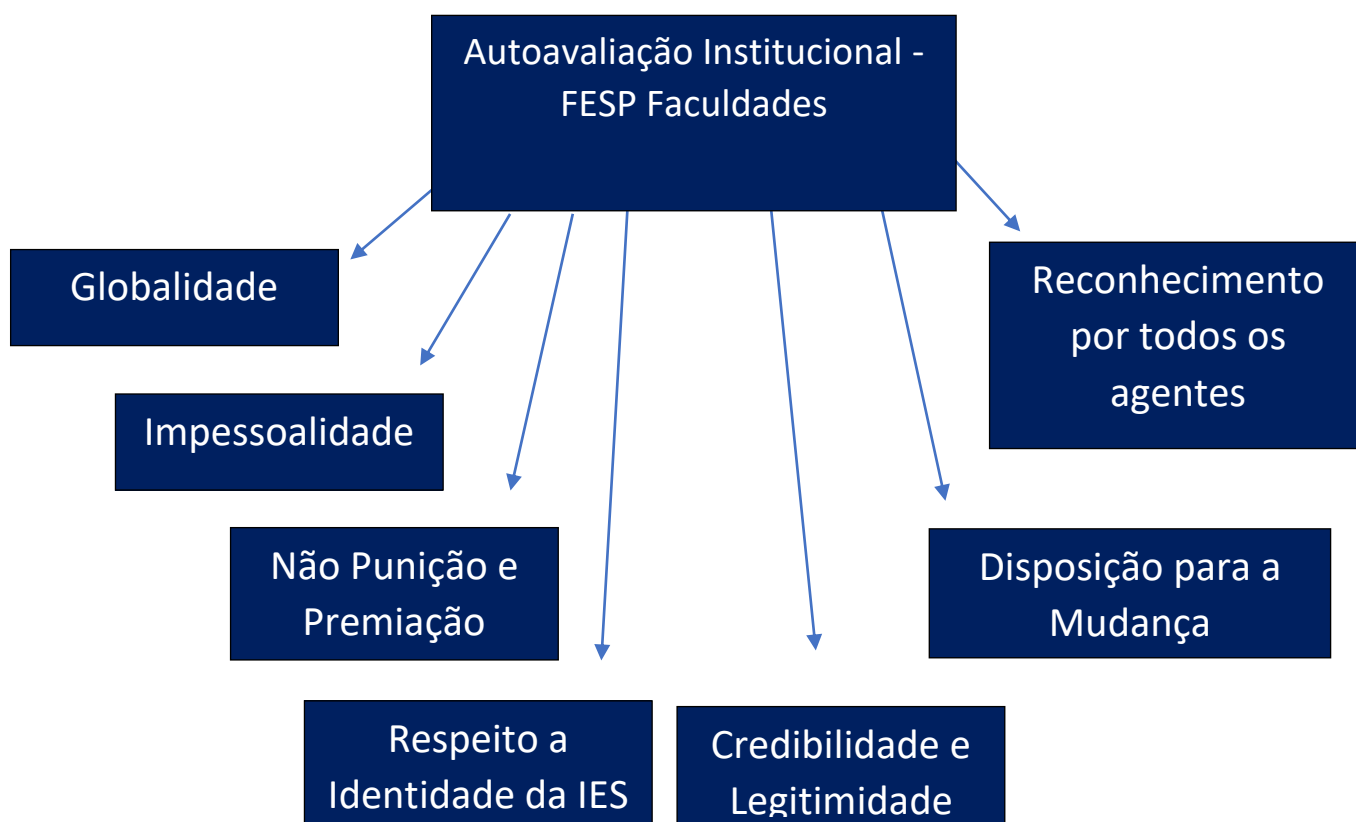 Autoavaliação Institucional -
FESP Faculdades
Globalidade
Reconhecimento
por todos os
agentes
Impessoalidade
Não Punição e
Premiação
Disposição para a
Mudança
Respeito a
Identidade da IES
Credibilidade e
Legitimidade